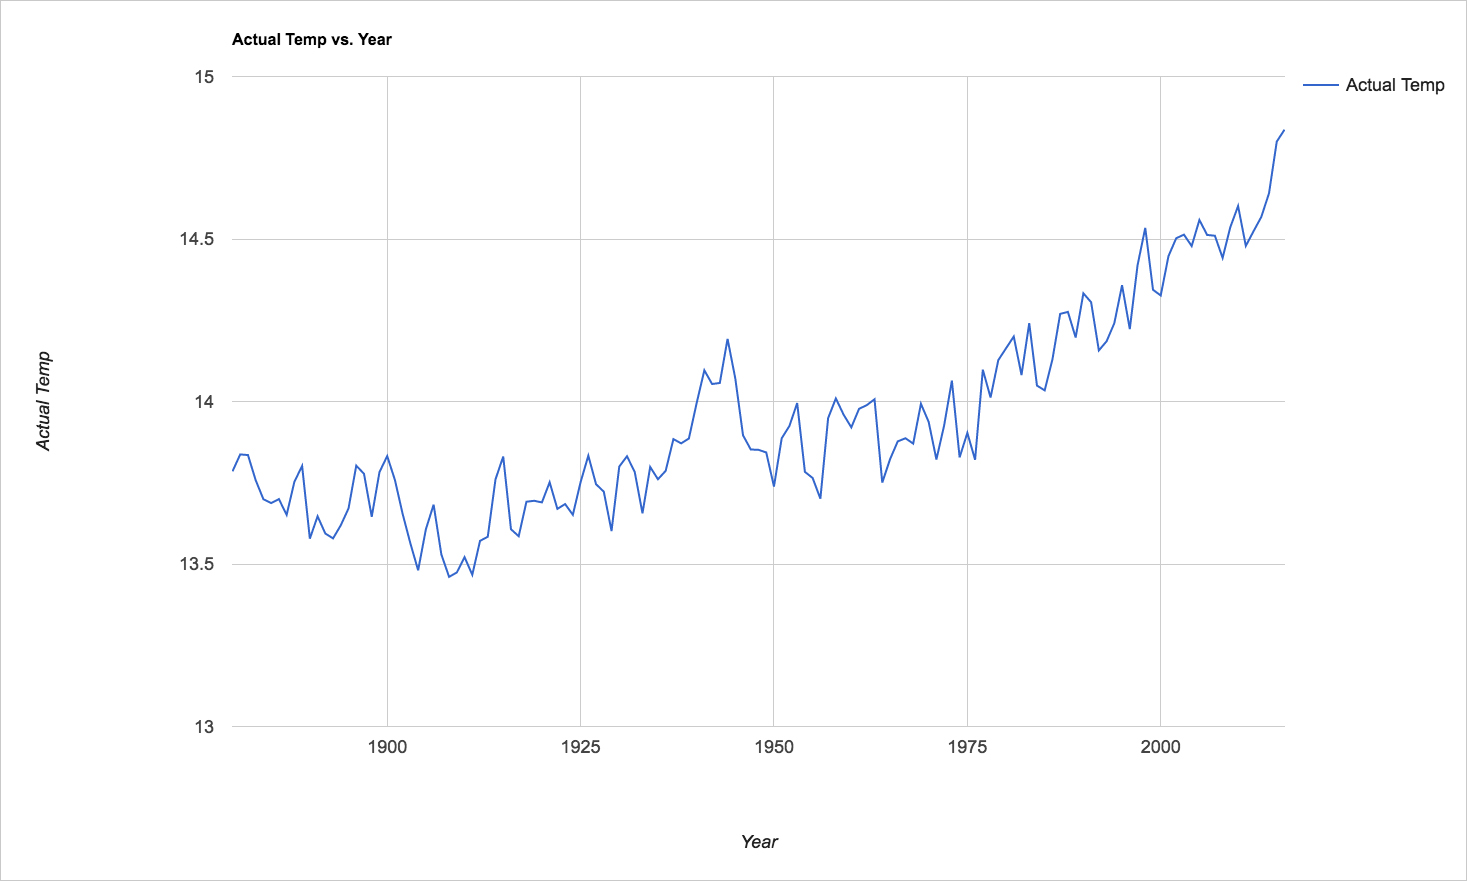 Actual Temp vs. Year
15
Actual Temp
14.5
14
Actual Temp
13.5
13
1900 1925 1950 1975 2000
Year